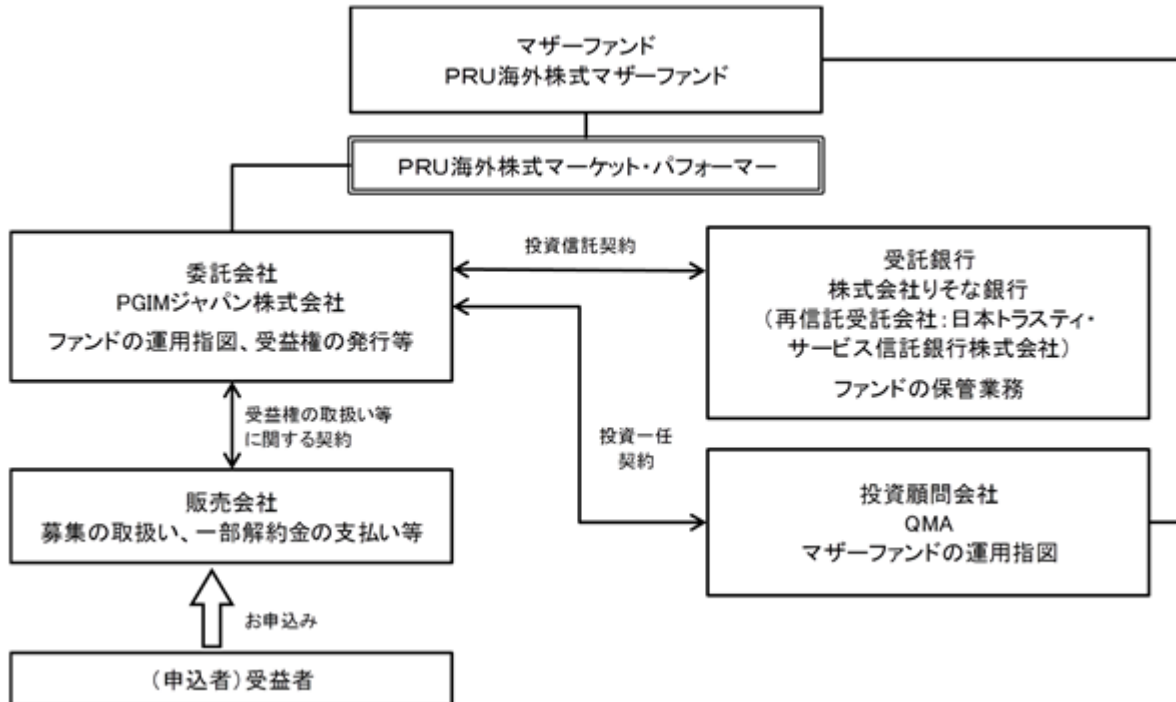 マザーファンド
PRU海外株式マザーファンド
PRU海外株式マーケット・パフォーマー
委託会社
PGIMジャパン株式会社
ファンドの運用指図、受益権の発行等
投資信託契約
受託銀行
株式会社りそな銀行
(再信託受託会社:日本トラスティ・
サービス信託銀行株式会社)
ファンドの保管業務
受益権の取扱い等
に関する契約
投資一任
契約
販売会社
募集の取扱い、一部解約金の支払い等
投資顧問会社
QMA
マザーファンドの運用指図
お申込み
(申込者)受益者